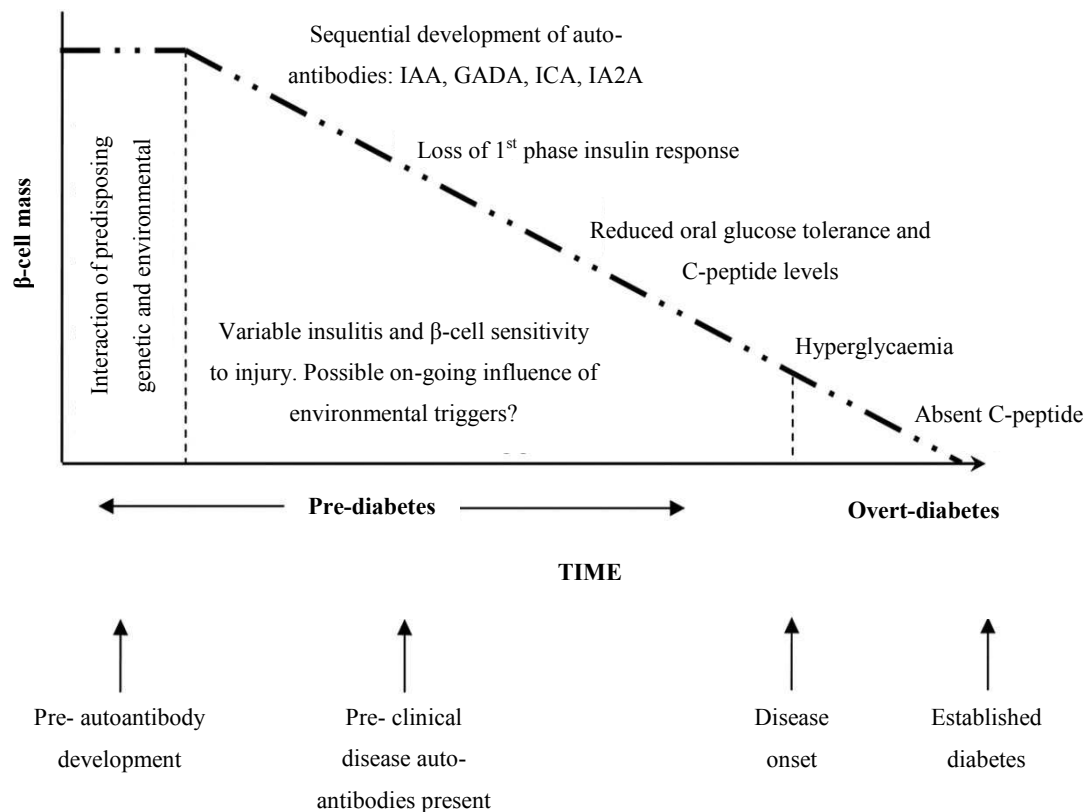 Sequential development of auto-
antibodies: IAA, GADA, ICA, IA2A
Loss of 1st phase insulin response
Reduced oral glucose tolerance and
C-peptide levels
Hyperglycaemia
Absent C-peptide
β-cell mass
Interaction of predisposing
genetic and environmental
Variable insulitis and β-cell sensitivity
to injury. Possible on-going influence of
environmental triggers?
Pre-diabetes
Overt-diabetes
TIME
Pre- autoantibody
development
Pre- clinical
disease auto-
antibodies present
Disease
onset
Established
diabetes